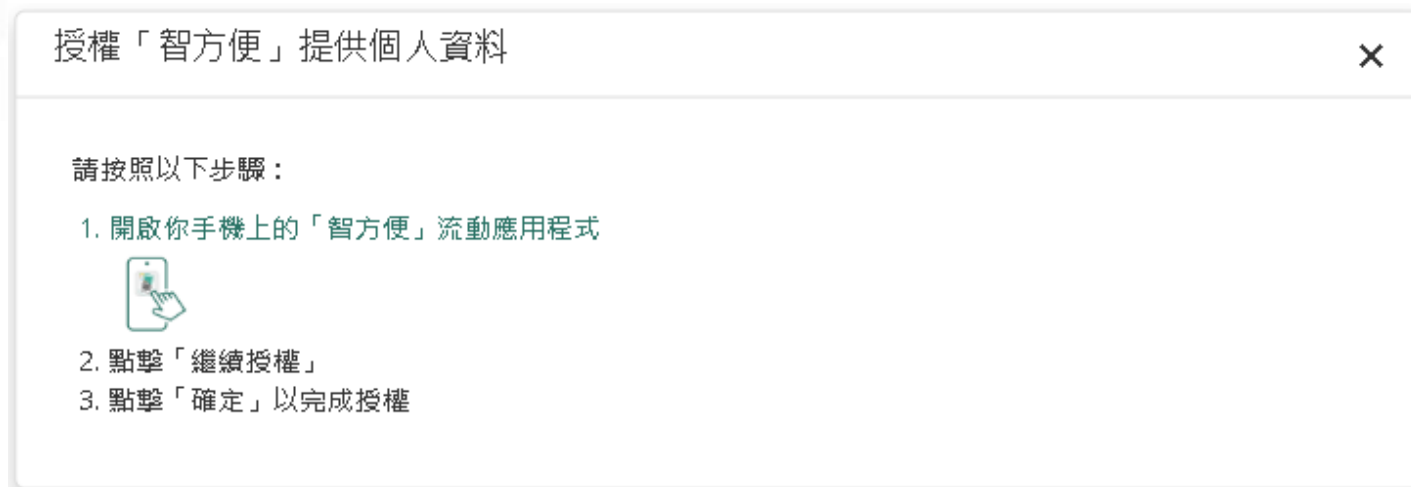 授權「智方便」提供個人資料
請按照以下步驟：
1. 開啟你手機上的「智方便」流動應用程式
2. 點擊「繼續授權」
3. 點擊「確定」以完成授權